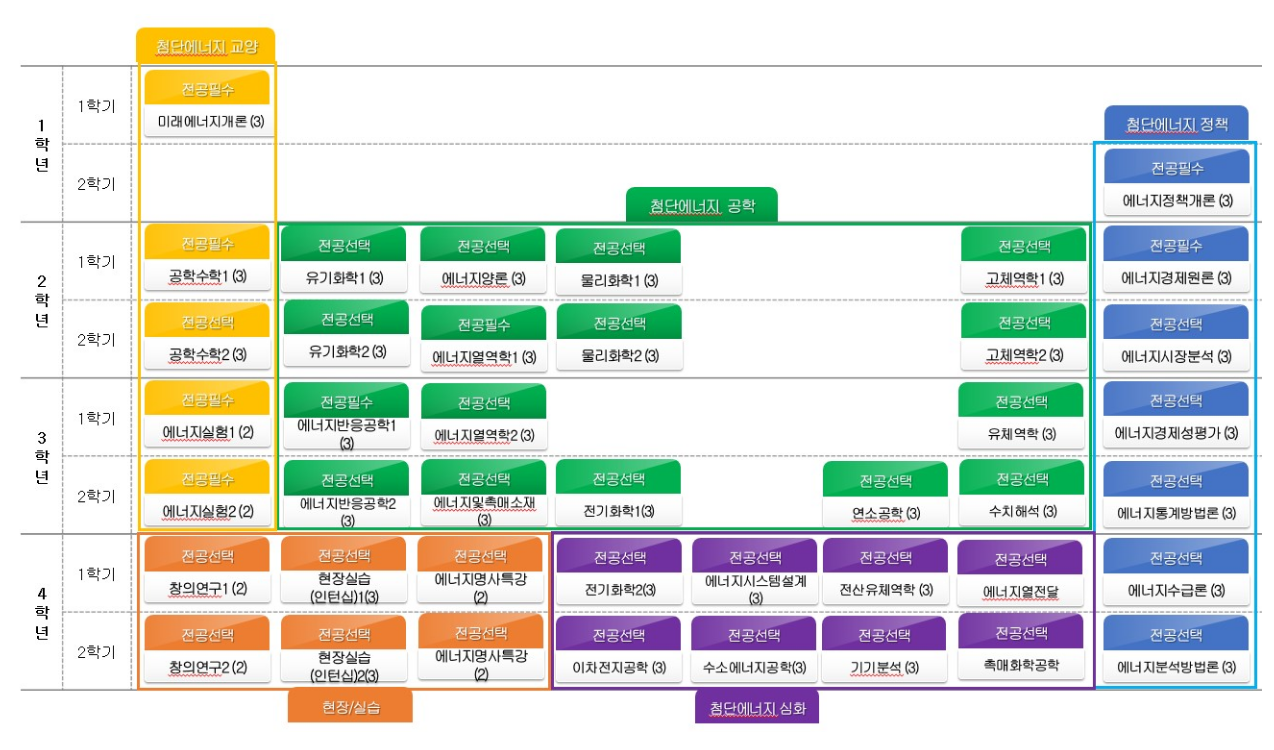 첨단에너지 교양
1학년
1학기
전공필수
미래에너지개론 (3)
첨단에너지 정책
2학기
전공필수
에너지정책개론 (3)
첨단에너지 공학
2학년
1학기
전공필수
공학수학1 (3)
전공선택
유기화학1 (3)
전공선택
에너지양론 (3)
전공선택
물리화학1 (3)
전공선택
고체역학1 (3)
전공필수
에너지경제원론 (3)
2학기
전공선택
공학수학2 (3)
전공선택
유기화학2 (3)
전공필수
에너지열역학1 (3)
전공선택
물리화학2 (3)
전공선택
고체역학2 (3)
전공선택
에너지시장분석 (3)
3학년
1학기
전공필수
에너지실험1 (2)
전공필수
에너지반응공학1
(3)
전공선택
에너지열역학2 (3)
전공선택
유체역학 (3)
전공선택
에너지경제성평가 (3)
2학기
전공필수
에너지실험2 (2)
전공선택
에너지반응공학2
(3)
전공선택
에너지및촉매소재
(3)
전공선택
전기화학1(3)
전공선택
연소공학 (3)
전공선택
수치해석 (3)
전공선택
에너지통계방법론 (3)
4학년
1학기
전공선택
창의연구1 (2)
전공선택
현장실습
(인턴십)1(3)
전공선택
에너지명사특강
(2)
전공선택
전기화학2(3)
전공선택
에너지시스템설계
(3)
전공선택
전산유체역학 (3)
전공선택
에너지열전달
전공선택
에너지수급론 (3)
2학기
전공선택
창의연구2 (2)
전공선택
현장실습
(인턴십)2(3)
전공선택
에너지명사특강
(2)
전공선택
이차전지공학 (3)
전공선택
수소에너지공학(3)
전공선택
기기분석 (3)
전공선택
촉매화학공학
전공선택
에너지분석방법론 (3)
현장/실습
첨단에너지 심화